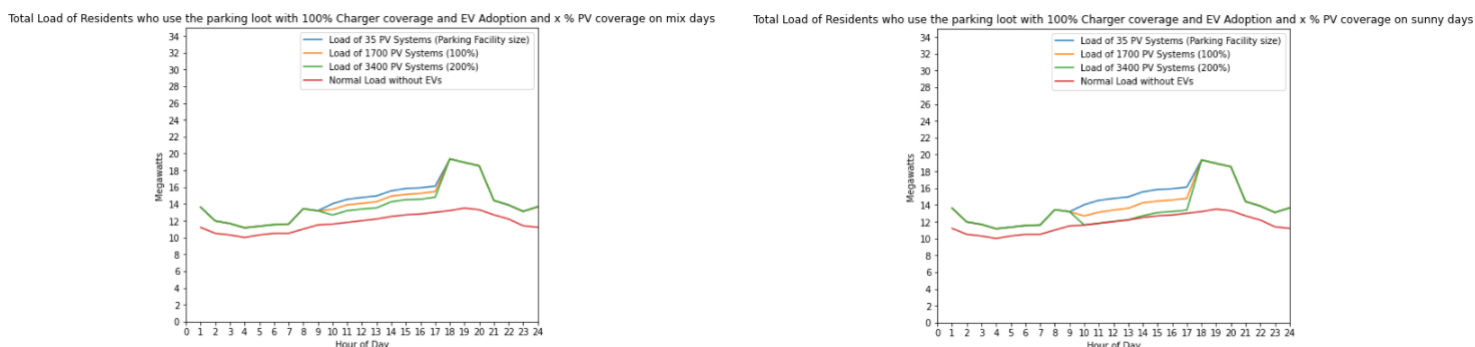 Total Load of Residents who use the parking loot with 100% Charger coverage and EV Adoption and x % PV coverage on mix days
34
32
30
28
26
24
22
20
18
16
14
12
10
8
6
4
2
0
Megawatts
Load of 35 PV Systems (Parking Facility size)
Load of 1700 PV Systems (100%)
Load of 3400 PV Systems (200%)
Normal Load without EVs
0 1 2 3 4 5 6 7 8 9 10 11 12 13 14 15 16 17 18 19 20 21 22 23 24
Hour of Day
Total Load of Residents who use the parking loot with 100% Charger coverage and EV Adoption and x % PV coverage on sunny days
34
32
30
28
26
24
22
20
18
16
14
12
10
8
6
4
2
0
Megawatts
Load of 35 PV Systems (Parking Facility size)
Load of 1700 PV Systems (100%)
Load of 3400 PV Systems (200%)
Normal Load without EVs
0 1 2 3 4 5 6 7 8 9 10 11 12 13 14 15 16 17 18 19 20 21 22 23 24
Hour of Day